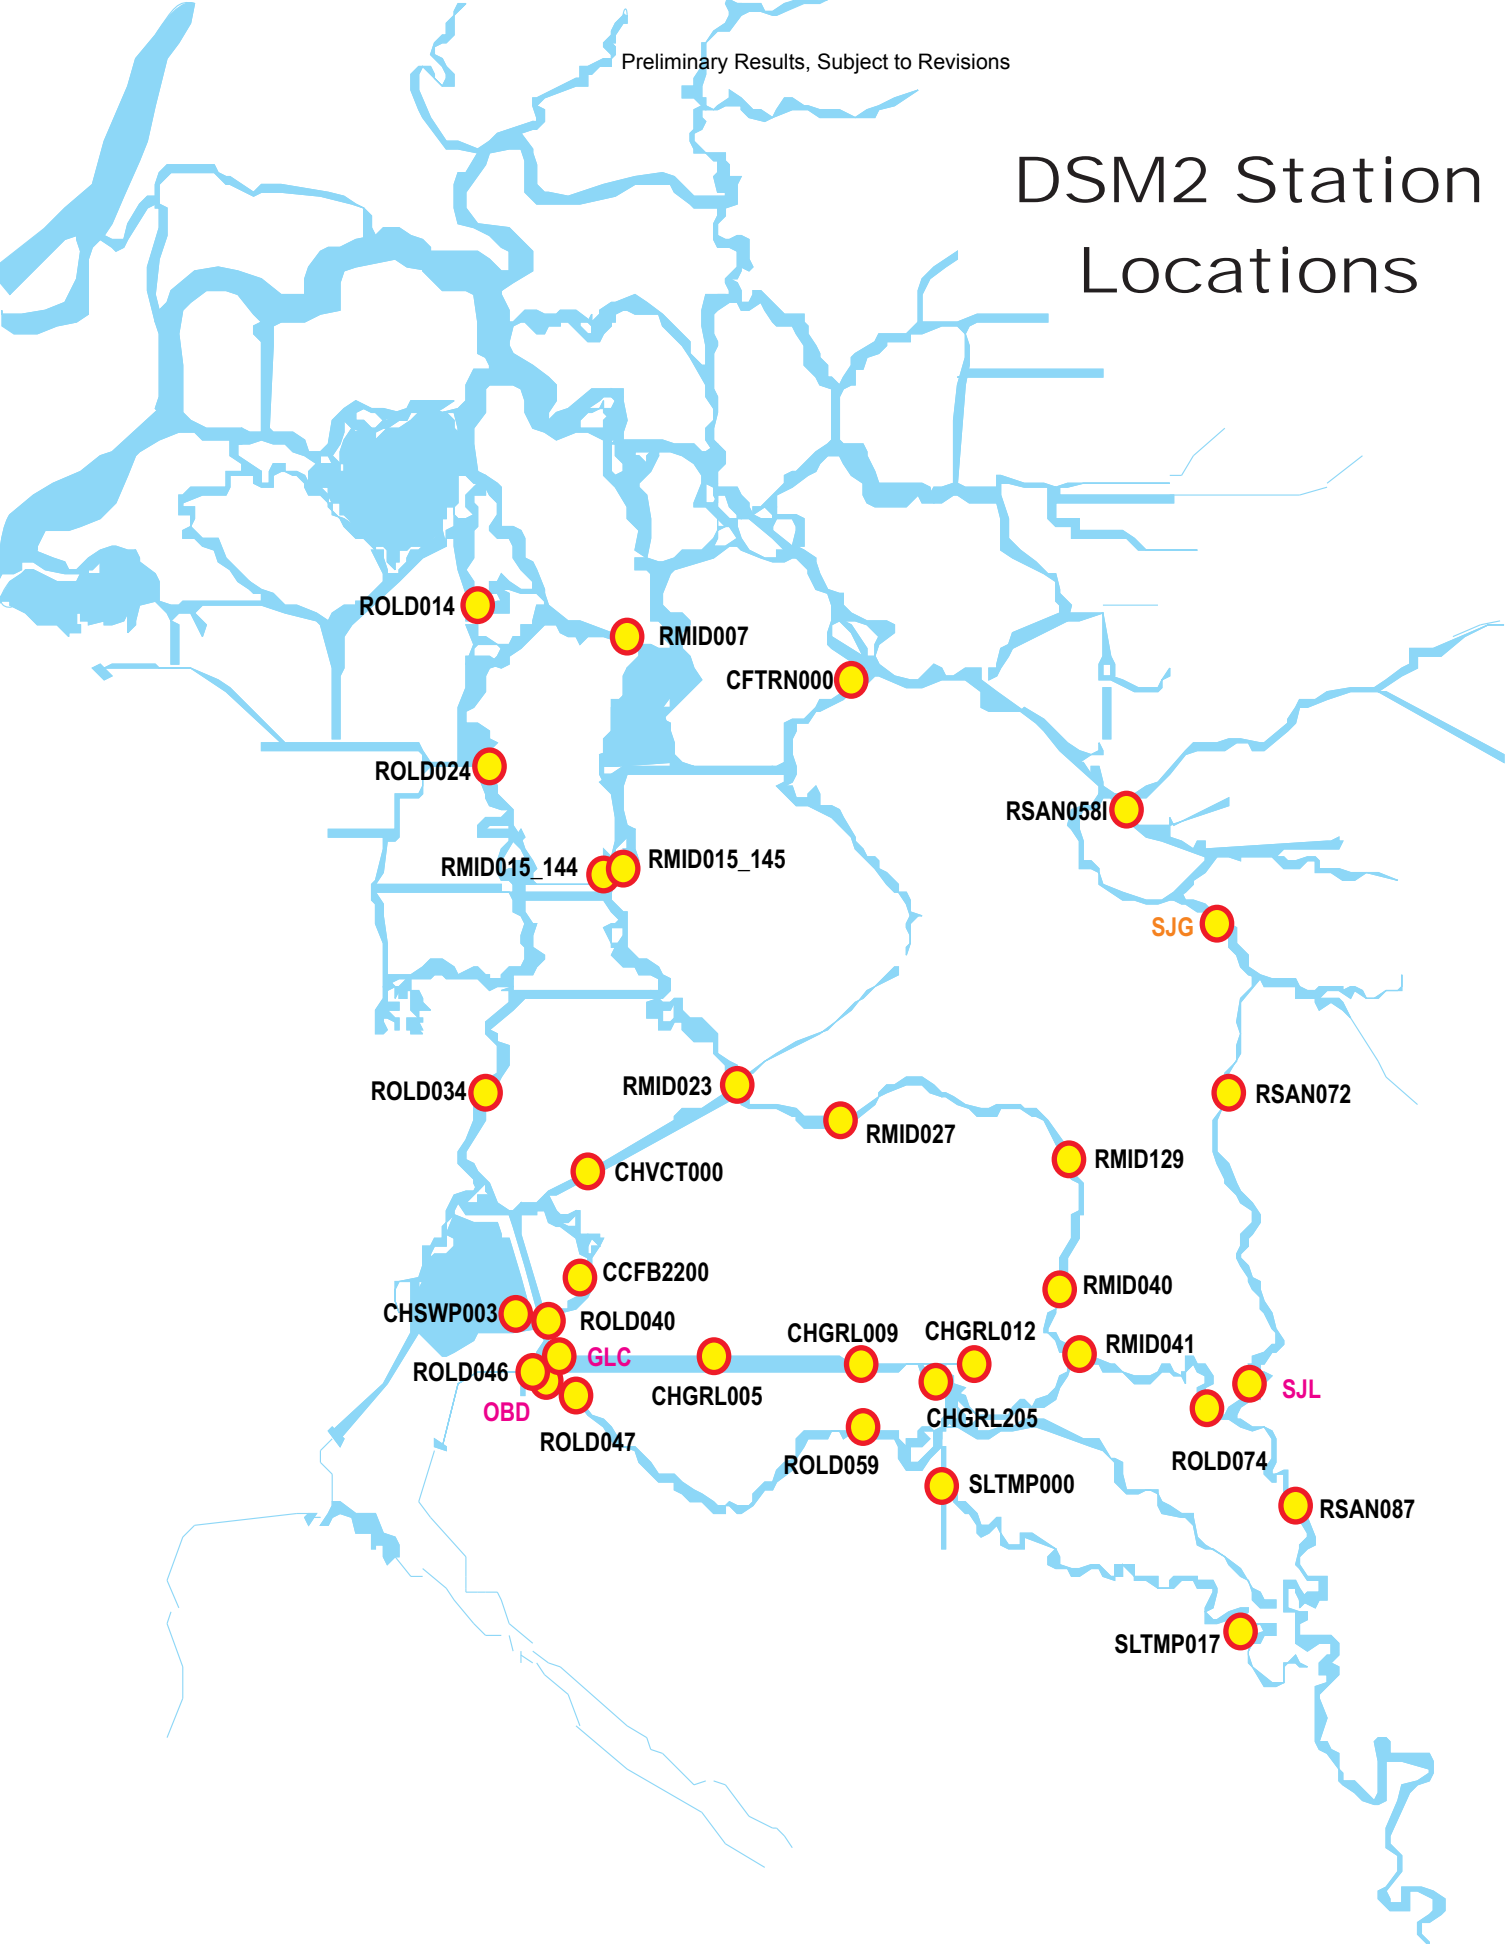 Preliminary Results, Subject to Revisions
DSM2 Station
Locations
ROLD014
RMID007
CFTRN000
ROLD024
RSAN058I
RMID015_144
RMID015_145
SJG
ROLD034
RMID023
RSAN072
RMID027
RMID129
CHVCT000
CCFB2200
RMID040
CHSWP003
ROLD040
CHGRL009
CHGRL012
RMID041
GLC
ROLD046
CHGRL005
SJL
OBD
CHGRL205
ROLD047
ROLD059
ROLD074
SLTMP000
RSAN087
SLTMP017